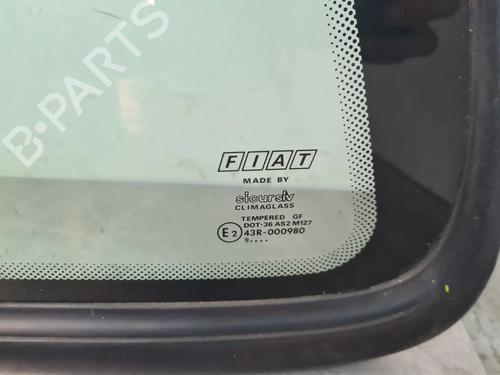 B-PARTS
FIAT
MADE BY
sicursiv
CLIMAGLASS
TEMPERED GF
DOT-36 AS2 M127
E2 43R-000980
9....